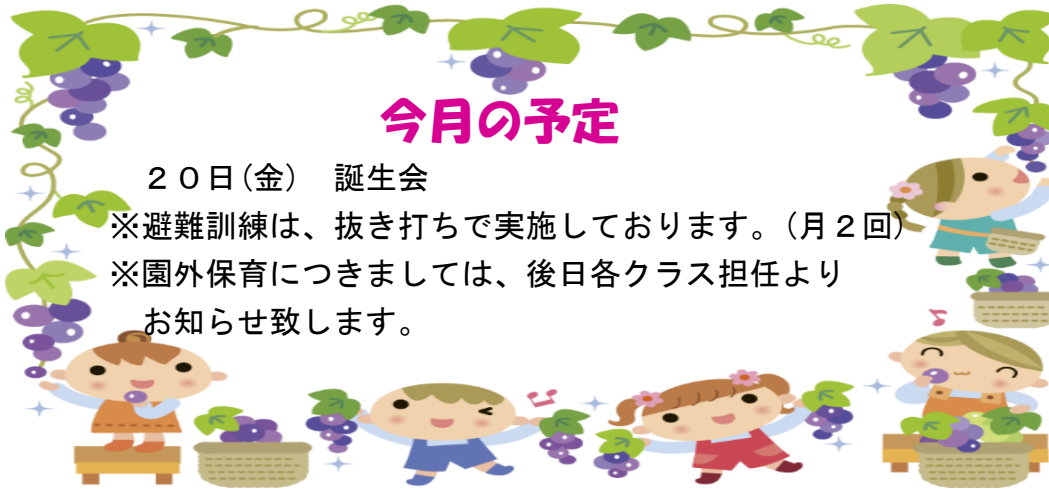 今月の予定
２０日(金)　誕生会
※避難訓練は、抜き打ちで実施しております。(月２回)
※園外保育につきましては、後日各クラス担任より
お知らせ致します。